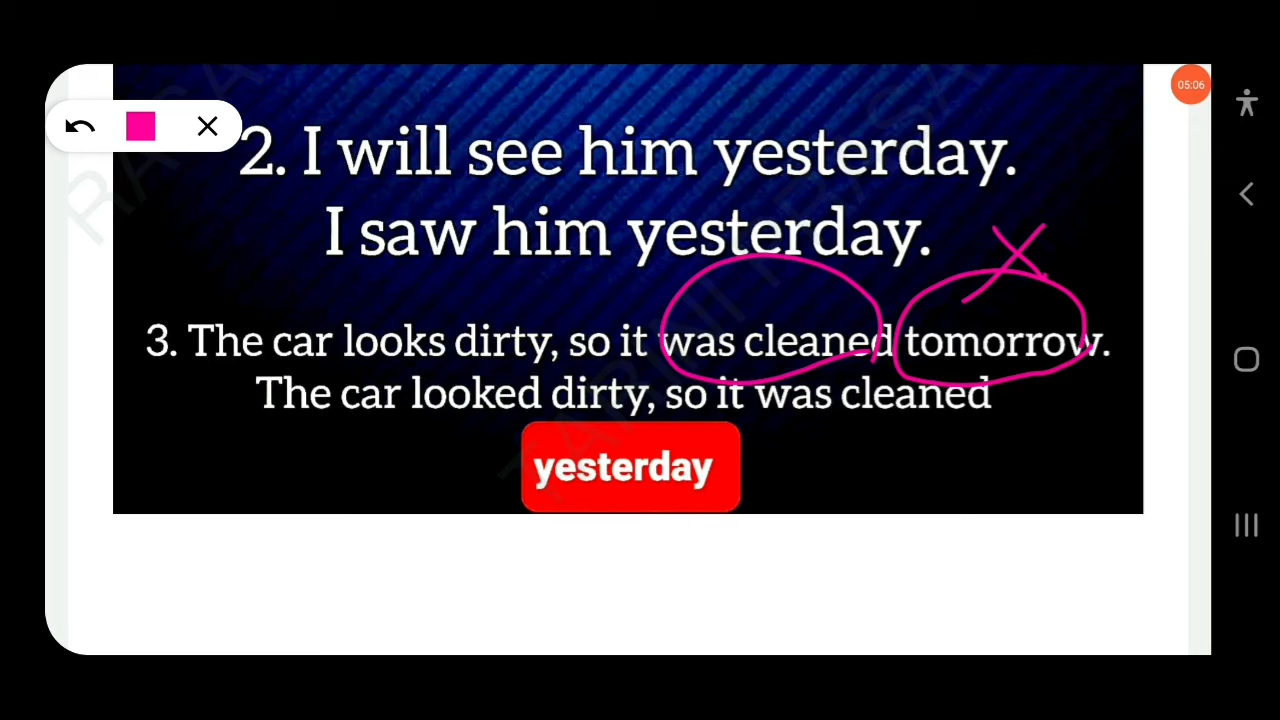 05:06
2. I will see him yesterday.
I saw him yesterday.
3. The car looks dirty, so it was cleaned tomorrow.
The car looked dirty, so it was cleaned
yesterday